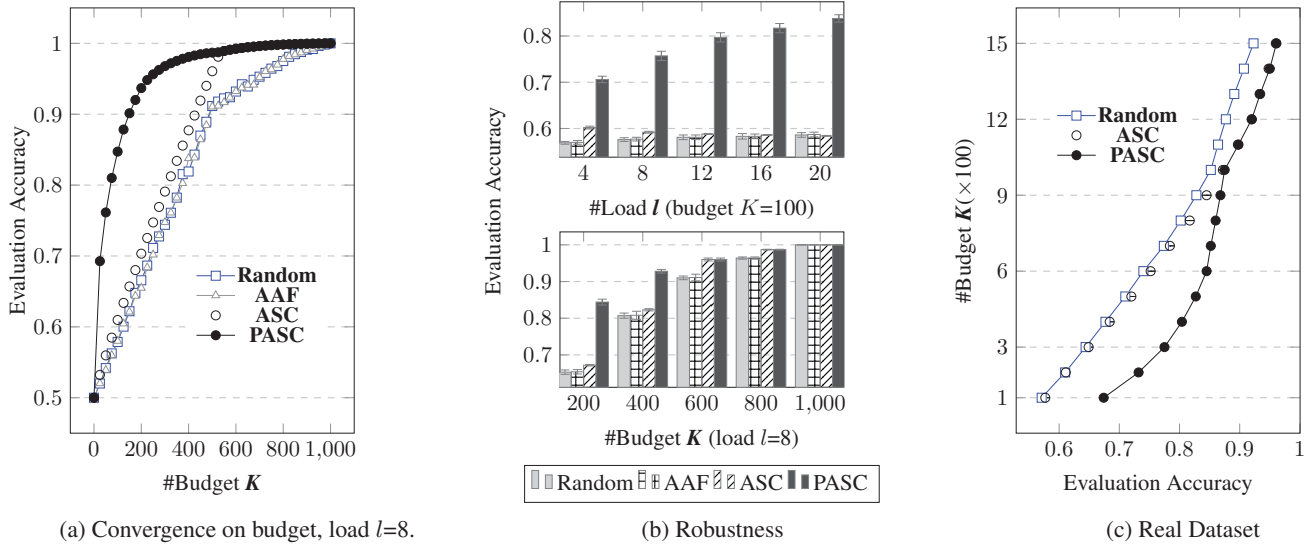 1
0.9
0.8
0.7
0.6
0.5
Evaluation Accuracy
Random
AAF
ASC
PASC
0 200 400 600 800 1,000
#Budget K
(a) Convergence on budget, load l=8.
Evaluation Accuracy
0.8
0.7
0.6
4 8 12 16 20
#Load l (budget K=100)
1
0.9
0.8
0.7
200 400 600 800 1,000
#Budget K (load l=8)
Random AAF ASC PASC
(b) Robustness
#Budget K(×100)
15
12
9
6
3
1
Random
ASC
PASC
0.6 0.7 0.8 0.9 1
Evaluation Accuracy
(c) Real Dataset